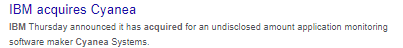 IBM acquires Cyanea
IBM Thursday announced it has acquired for an undisclosed amount application monitoring
software maker Cyanea Systems.